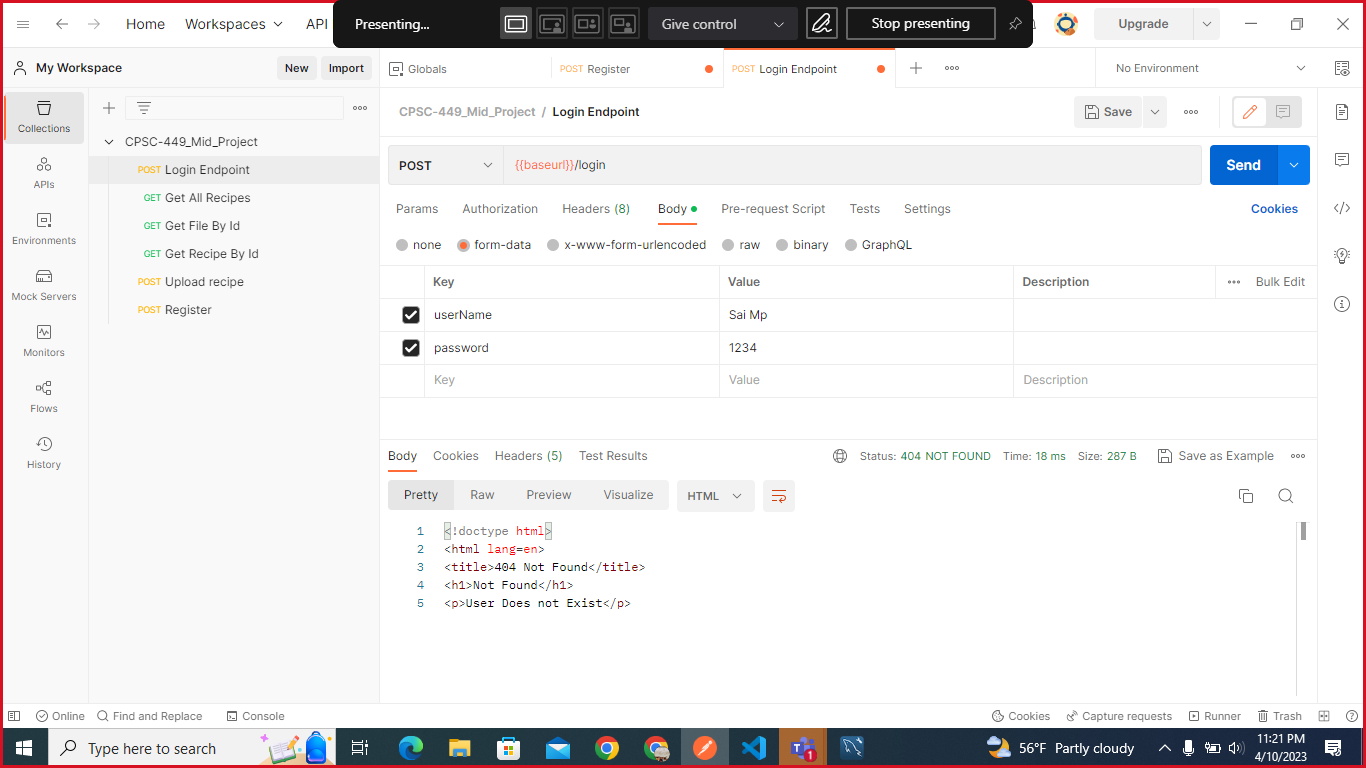 Presenting...
Give control
Stop presenting
Home
Workspaces
API
Upgrade
My Workspace
New
Import
Globals
POST Register
POST Login Endpoint
No Environment
Collections
APIs
Environments
Mock Servers
Monitors
Flows
History
CPSC-449_Mid_Project
POST Login Endpoint
GET Get All Recipes
GET Get File By Id
GET Get Recipe By Id
POST Upload recipe
POST Register
CPSC-449_Mid_Project / Login Endpoint
Save
POST
{{baseurl}}/login
Send
Params Authorization Headers (8) Body Pre-request Script Tests Settings
Cookies
none form-data x-www-form-urlencoded raw binary GraphQL
Key Value Description Bulk Edit
userName Sai Mp
password 1234
Key Value Description
Body Cookies Headers (5) Test Results
Status: 404 NOT FOUND Time: 18 ms Size: 287 B Save as Example
Pretty Raw Preview Visualize HTML
1 <!doctype html>
2 <html lang=en>
3 <title>404 Not Found</title>
4 <h1>Not Found</h1>
5 <p>User Does not Exist</p>
Online Find and Replace Console
Cookies Capture requests Runner Trash
Type here to search
1
56°F Partly cloudy
11:21 PM
4/10/2023